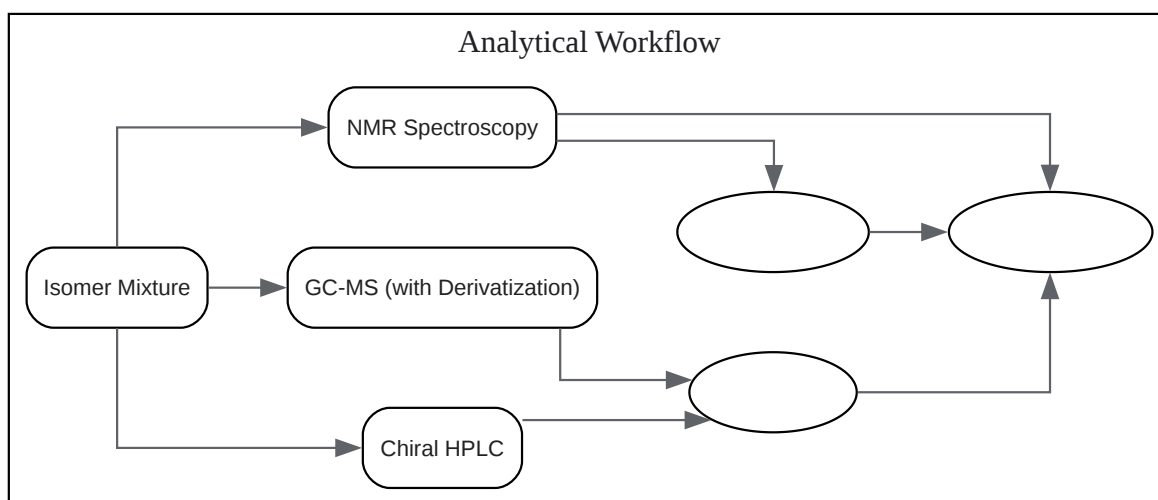 Analytical Workflow
NMR Spectroscopy
Isomer Mixture
GC-MS (with Derivatization)
Chiral HPLC